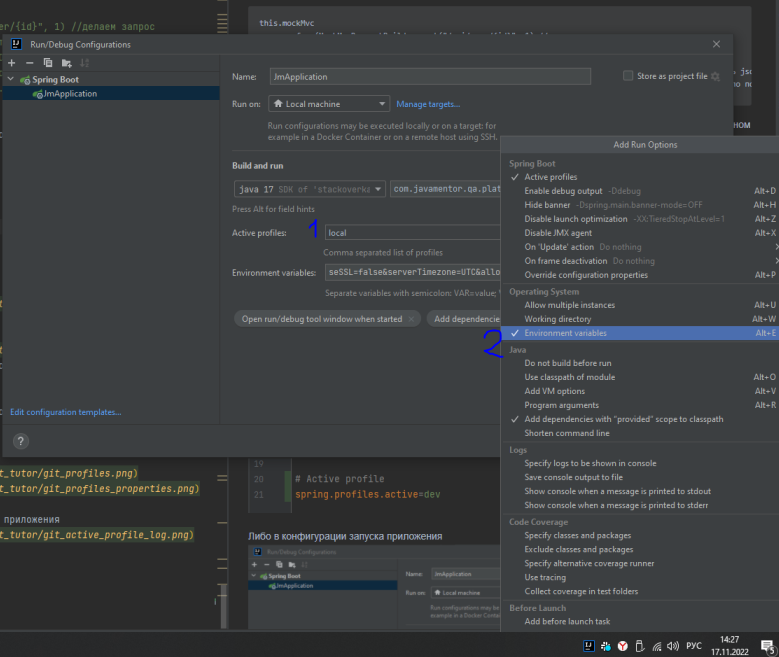 er/{id}", 1) //делаем запрос
this.mockMvc
Run/Debug Configurations
Spring Boot
JmApplication
Name: JmApplication
Store as project file
Run on: Local machine
Manage targets...
Run configurations may be executed locally or on a target: for
example in a Docker Container or on a remote host using SSH.
Build and run
java 17 SDK of 'stackoverka
com.javamentor.qa.plat
Press Alt for field hints
1
Active profiles: local
Comma separated list of profiles
Environment variables: seSSL=false&serverTimezone=UTC&allo
Separate variables with semicolon: VAR=value;
Open run/debug tool window when started ×
Add dependencie
2
Edit configuration templates...
?
Add Run Options
Spring Boot
Active profiles
Enable debug output -Ddebug Alt+D
Hide banner -Dspring.main.banner-mode=OFF Alt+H
Disable launch optimization -XX:TieredStopAtLevel=1 Alt+Z
Disable JMX agent Alt+X
On 'Update' action Do nothing
On frame deactivation Do nothing
Override configuration properties Alt+P
Operating System
Allow multiple instances Alt+U
Working directory Alt+W
Environment variables Alt+E
Java
Do not build before run
Use classpath of module Alt+O
Add VM options Alt+V
Program arguments Alt+R
Add dependencies with "provided" scope to classpath
Shorten command line
Logs
Specify logs to be shown in console
Save console output to file
Show console when a message is printed to stdout
Show console when a message is printed to stderr
Code Coverage
Specify classes and packages
Exclude classes and packages
Specify alternative coverage runner
Use tracing
Collect coverage in test folders
Before Launch
Add before launch task
t_tutor/git_profiles.png)
t_tutor/git_profiles_properties.png)
приложения
t_tutor/git_active_profile_log.png)
19
20 # Active profile
21 spring.profiles.active=dev
Либо в конфигурации запуска приложения
Run/Debug Configurations
Spring Boot
JmApplication
Name: JmApplication
Run on: Local machine
Run configurations may be
example in a Docker Contain
РУС
14:27
17.11.2022
5